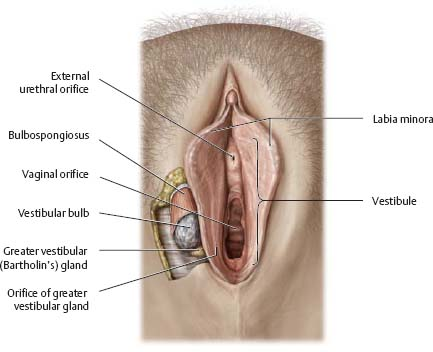 External
urethral orifice
Bulbospongiosus
Vaginal orifice
Vestibular bulb
Greater vestibular
(Bartholin's) gland
Orifice of greater
vestibular gland
Labia minora
Vestibule